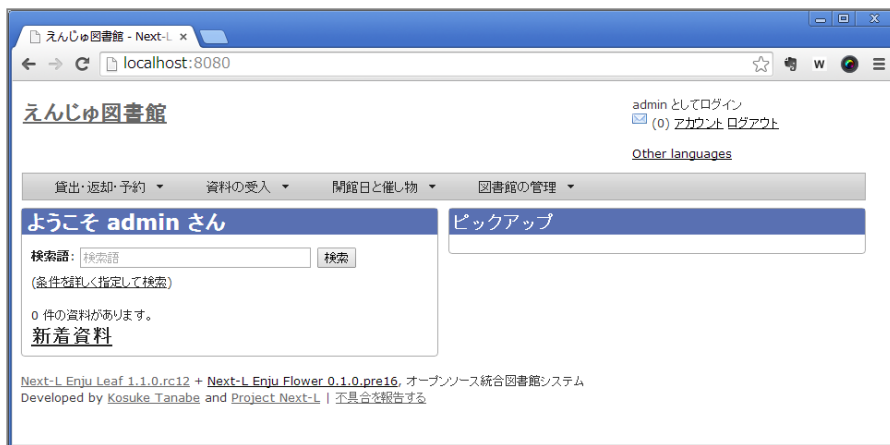 えんじゅ図書館 - Next-L
localhost:8080
えんじゅ図書館
admin としてログイン
(0) アカウント ログアウト
Other languages
貸出・返却・予約 ▼ 資料の受入 ▼ 開館日と催し物 ▼ 図書館の管理 ▼
ようこそ admin さん
検索語: 検索語 検索
(条件を詳しく指定して検索)
0 件の資料があります。
新着資料
ピックアップ
Next-L Enju Leaf 1.1.0.rc12 + Next-L Enju Flower 0.1.0.pre16, オープンソース統合図書館システム
Developed by Kosuke Tanabe and Project Next-L | 不具合を報告する